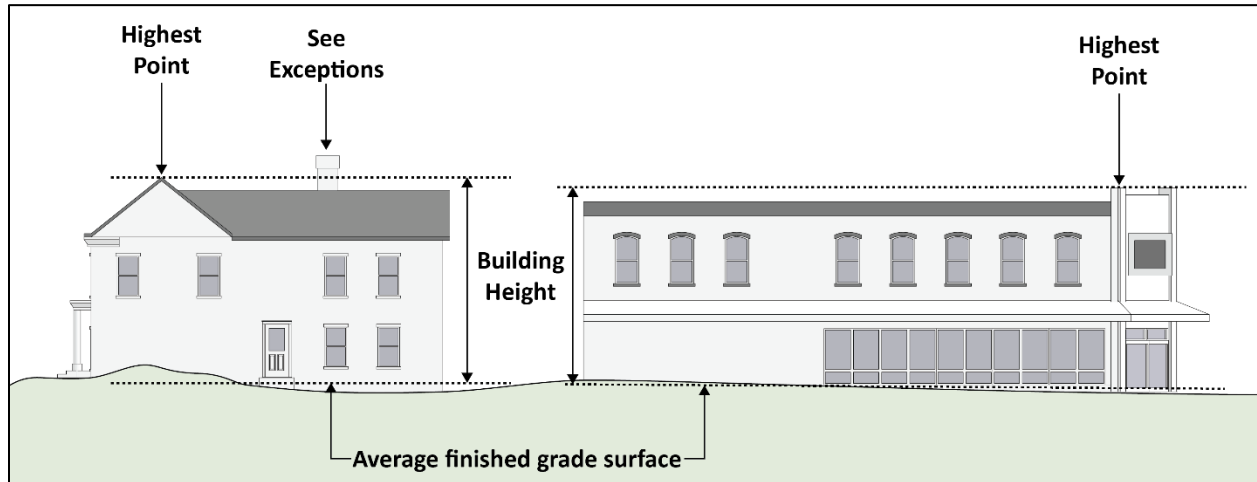 Highest
Point
See
Exceptions
Highest
Point
Building
Height
Average finished grade surface